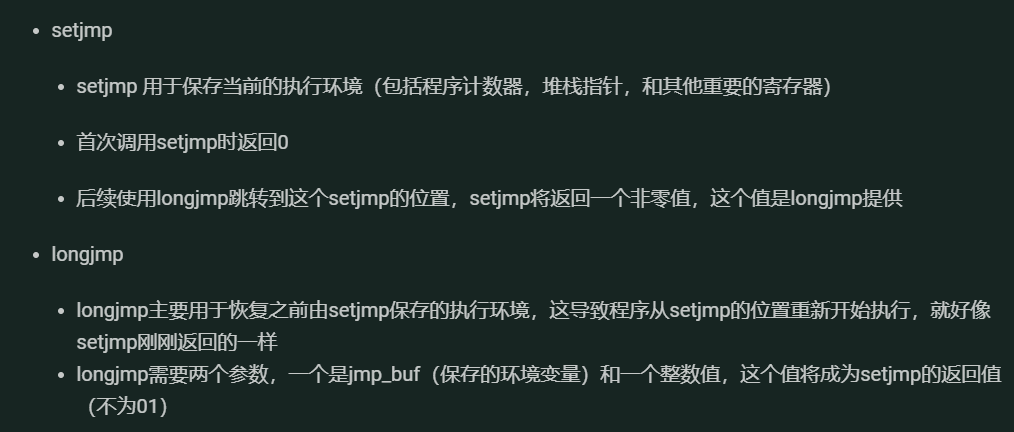 setjmp
setjmp 用于保存当前的执行环境（包括程序计数器，堆栈指针，和其他重要的寄存器）
首次调用setjmp时返回0
后续使用longjmp跳转到这个setjmp的位置，setjmp将返回一个非零值，这个值是longjmp提供
longjmp
longjmp主要用于恢复之前由setjmp保存的执行环境，这导致程序从setjmp的位置重新开始执行，就好像
setjmp刚刚返回的一样
longjmp需要两个参数，一个是jmp_buf（保存的环境变量）和一个整数值，这个值将成为setjmp的返回值
（不为01）